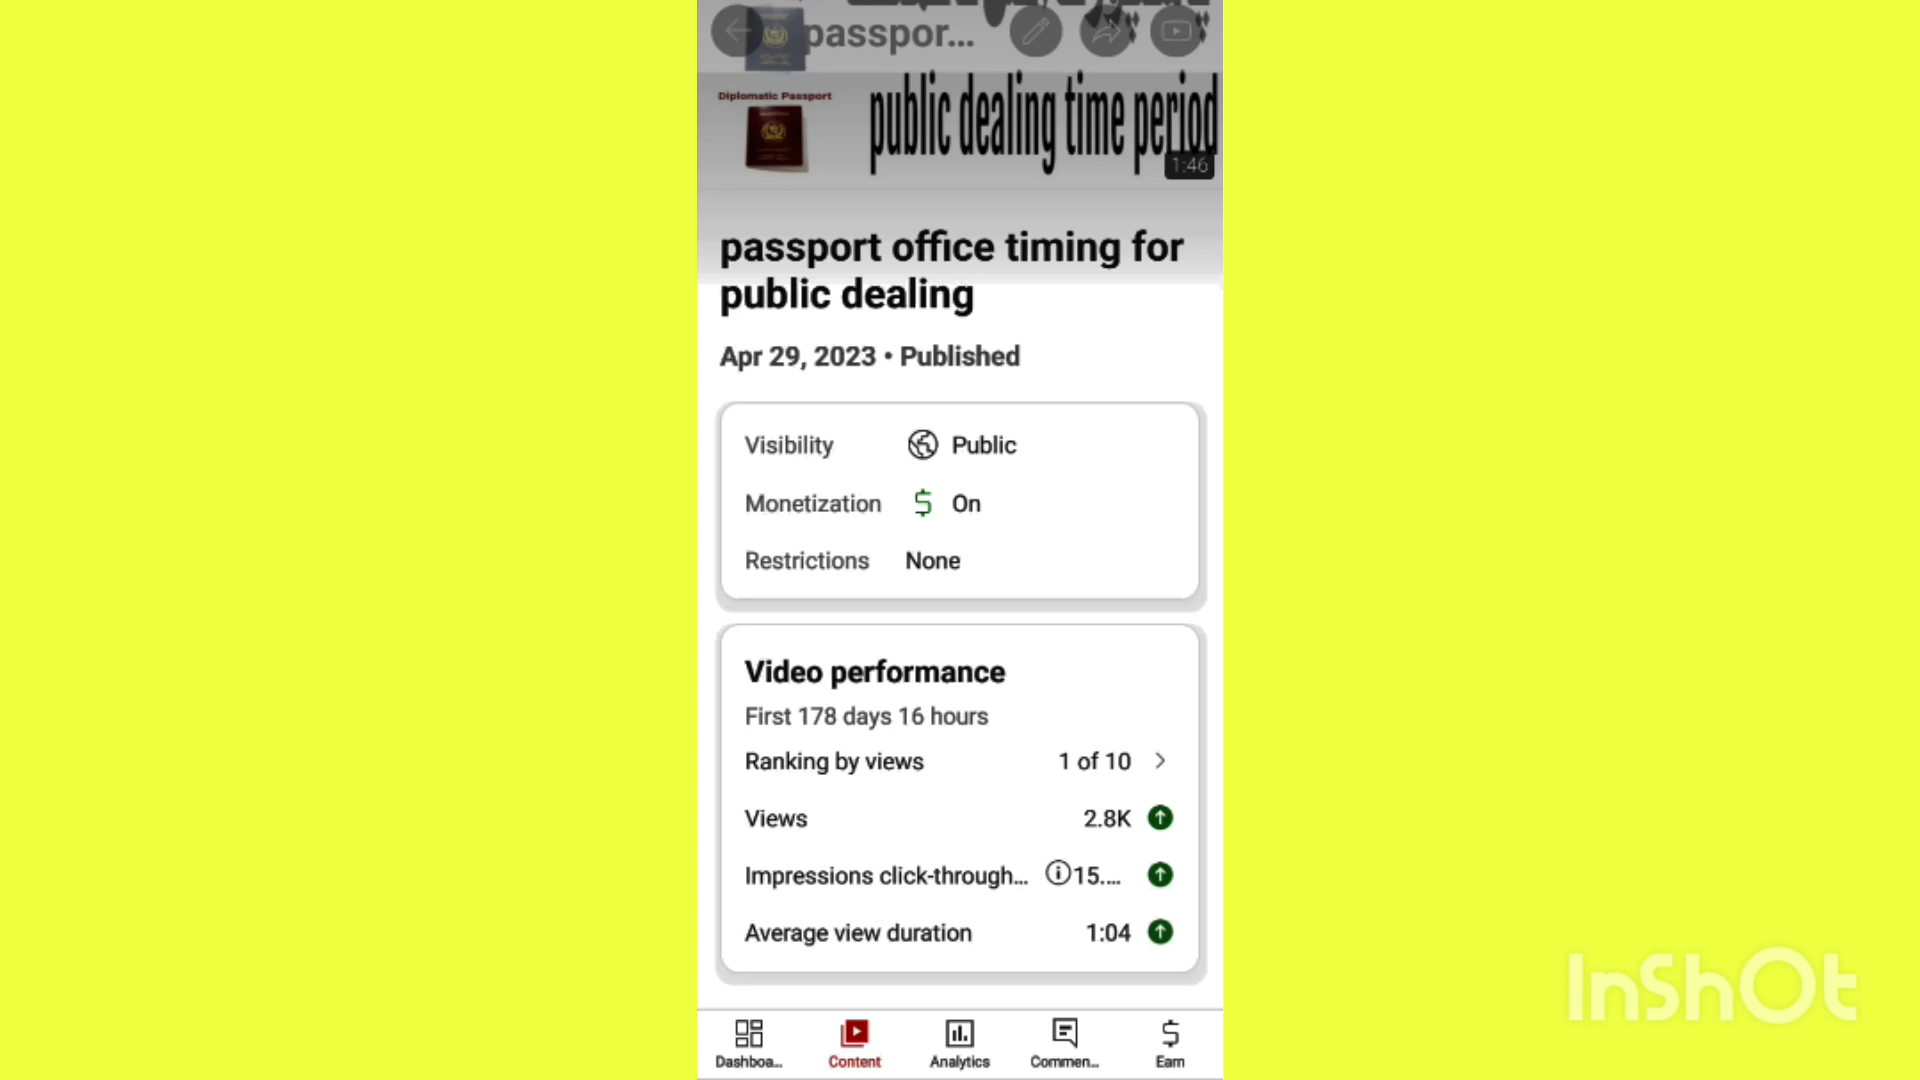 passpor...
Diplomatic Passport
public dealing time period
1:46
passport office timing for
public dealing
Apr 29, 2023 • Published
Visibility Public
Monetization On
Restrictions None
Video performance
First 178 days 16 hours
Ranking by views 1 of 10
Views 2.8K
Impressions click-through... 15....
Average view duration 1:04
Dashboa... Content Analytics Commen... Earn
InShOt